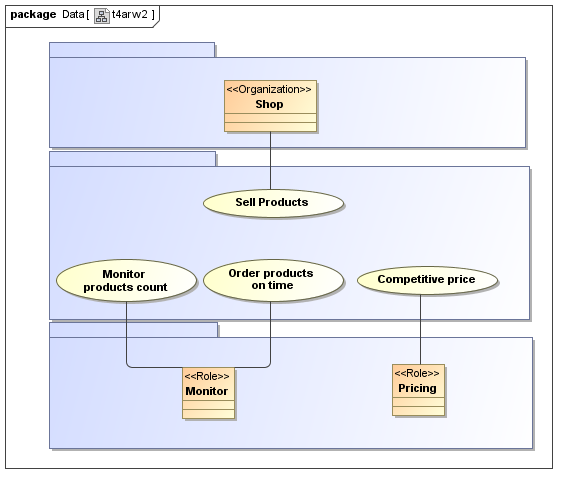 package Data[ t4arw2 ]
<<Organization>>
Shop
Sell Products
Monitor
products count
Order products
on time
Competitive price
<<Role>>
Monitor
<<Role>>
Pricing